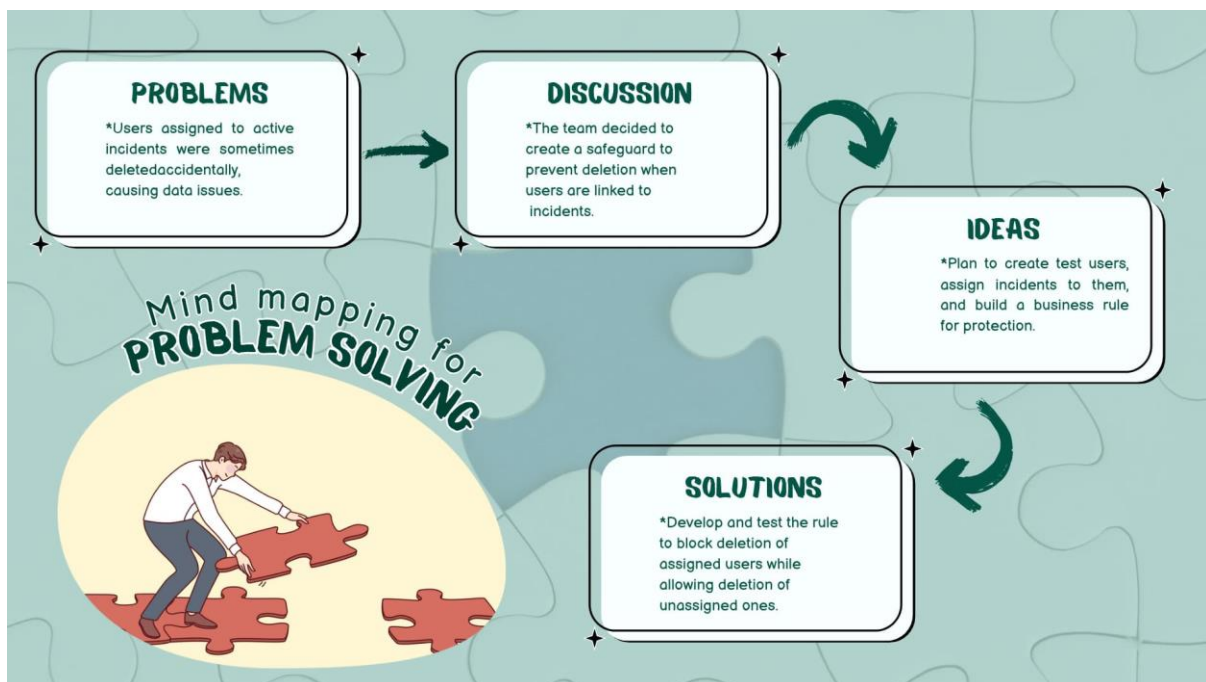 PROBLEMS
*Users assigned to active
incidents were sometimes
deletedaccidentally,
causing data issues.
DISCUSSION
*The team decided to
create a safeguard to
prevent deletion when
users are linked to
incidents.
IDEAS
*Plan to create test users,
assign incidents to them,
and build a business rule
for protection.
Mind mapping for
PROBLEM SOLVING
SOLUTIONS
*Develop and test the rule
to block deletion of
assigned users while
allowing deletion of
unassigned ones.